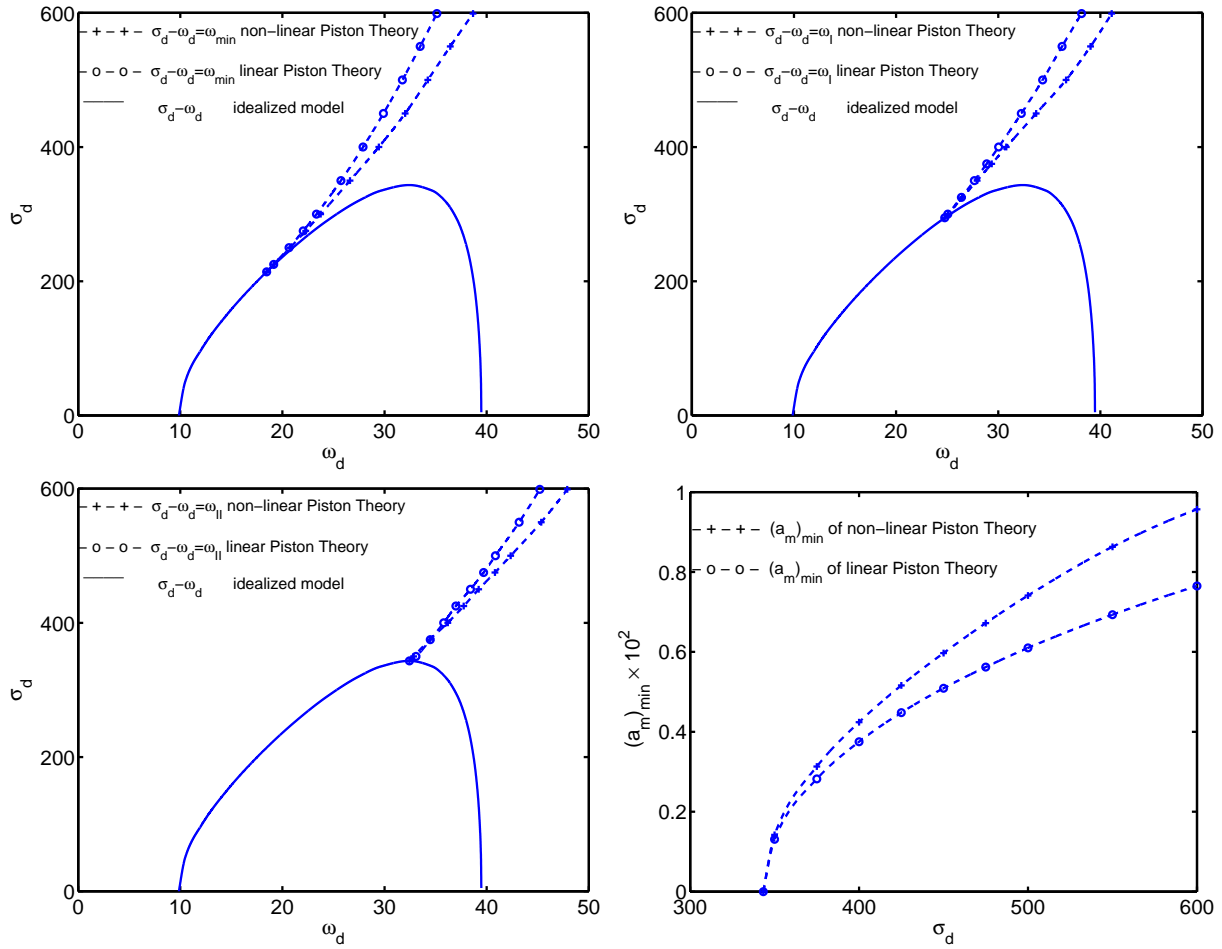 600
400
200
0
0 10 20 30 40 50
σd
ωd
– + – + – σd–ωd=ωmin non–linear Piston Theory
– o – o – σd–ωd=ωmin linear Piston Theory
σd–ωd idealized model
600
400
200
0
0 10 20 30 40 50
σd
ωd
– + – + – σd–ωd=ωI non–linear Piston Theory
– o – o – σd–ωd=ωI linear Piston Theory
σd–ωd idealized model
600
400
200
0
0 10 20 30 40 50
σd
ωd
– + – + – σd–ωd=ωII non–linear Piston Theory
– o – o – σd–ωd=ωII linear Piston Theory
σd–ωd idealized model
1
0.8
0.6
0.4
0.2
0
300 400 500 600
(am)min × 10²
σd
– + – + – (am)min of non–linear Piston Theory
– o – o – (am)min of linear Piston Theory